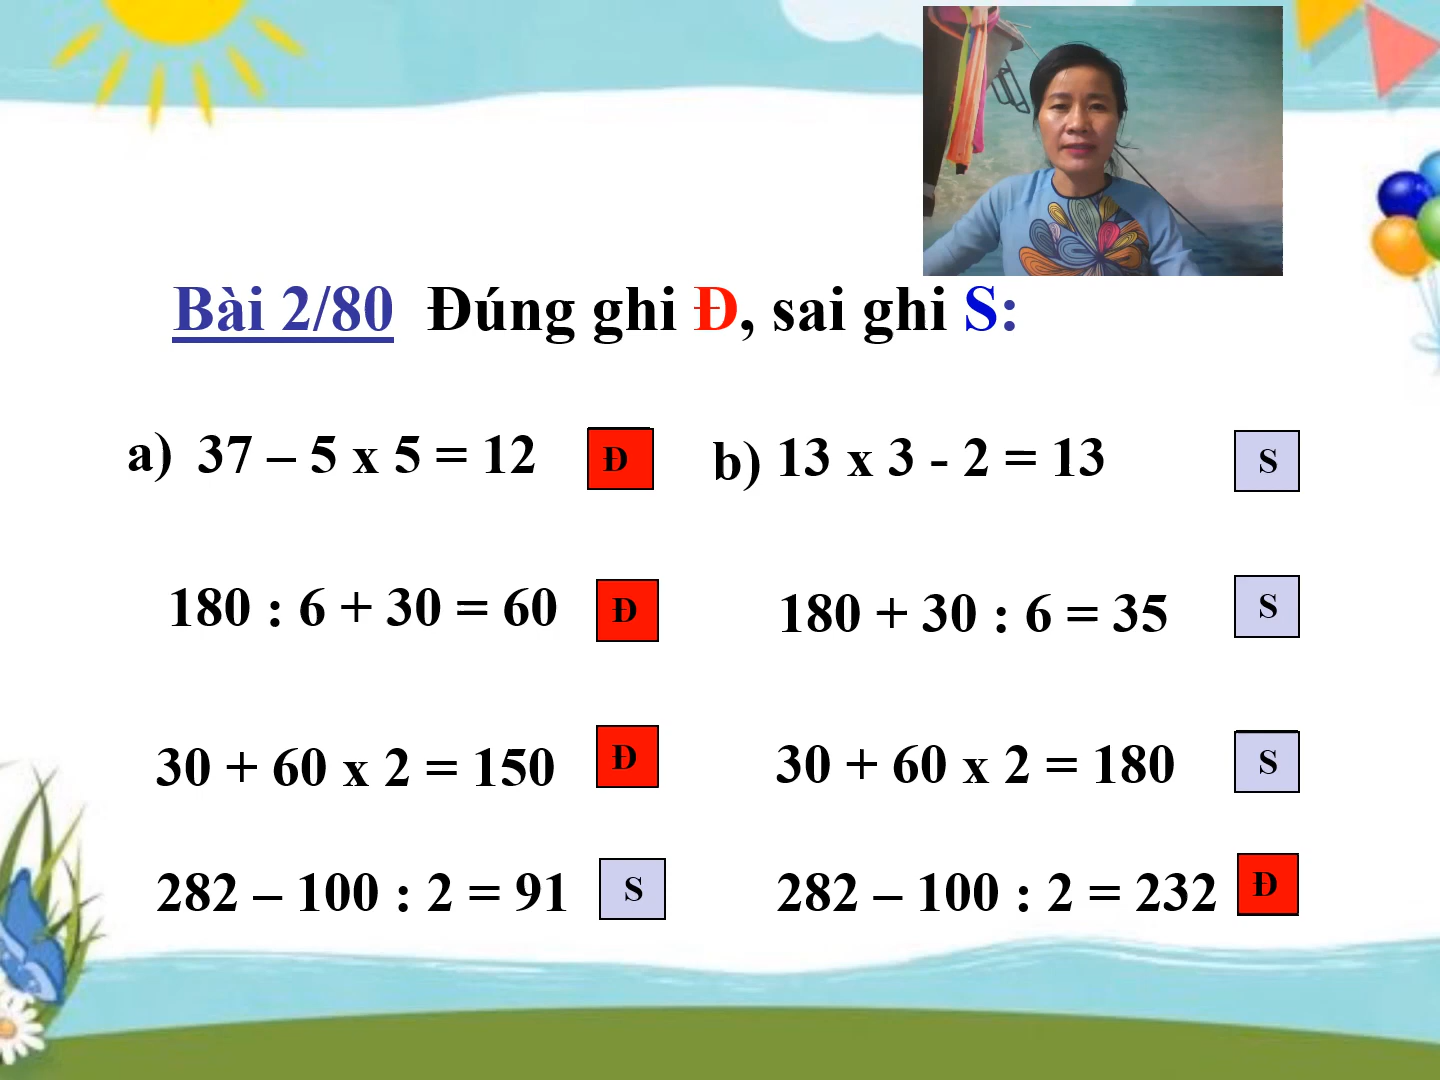 Bài 2/80 Đúng ghi Đ, sai ghi S:
a) 37 – 5 x 5 = 12 Đ
b) 13 x 3 - 2 = 13 S
180 : 6 + 30 = 60 Đ
180 + 30 : 6 = 35 S
30 + 60 x 2 = 150 Đ
30 + 60 x 2 = 180 S
282 – 100 : 2 = 91 S
282 – 100 : 2 = 232 Đ